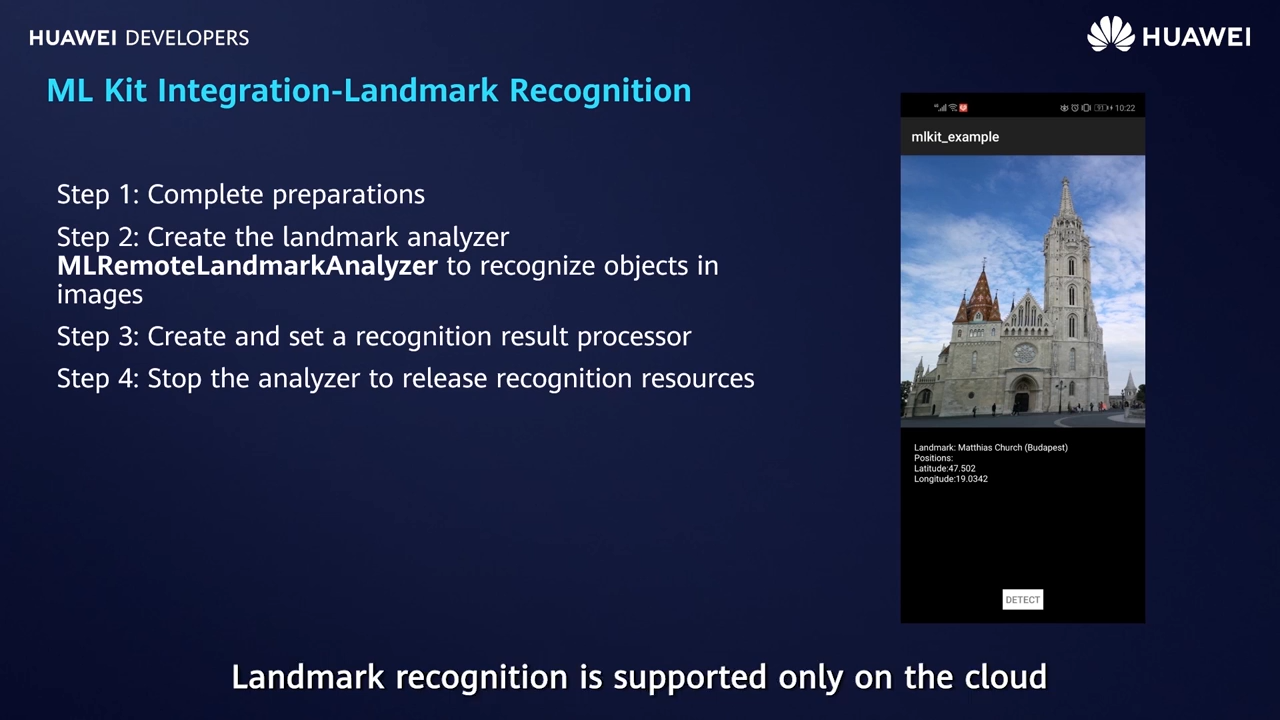 HUAWEI DEVELOPERS
HUAWEI
ML Kit Integration-Landmark Recognition
Step 1: Complete preparations
Step 2: Create the landmark analyzer
MLRemoteLandmarkAnalyzer to recognize objects in
images
Step 3: Create and set a recognition result processor
Step 4: Stop the analyzer to release recognition resources
10:22
mlkit_example
Landmark: Matthias Church (Budapest)
Positions:
Latitude:47.502
Longitude:19.0342
DETECT
Landmark recognition is supported only on the cloud